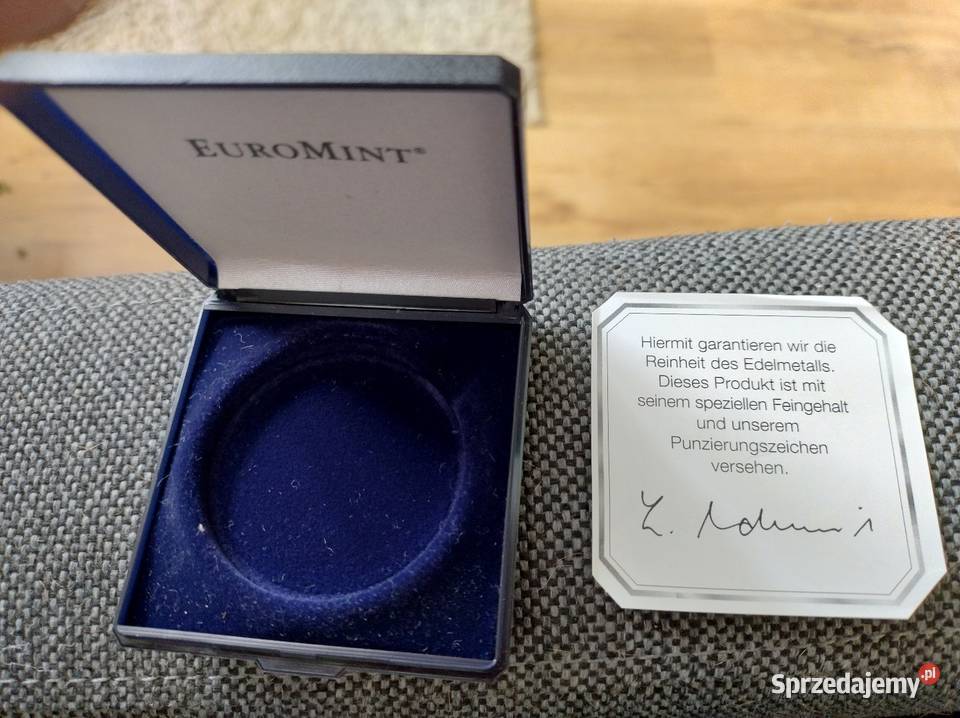 EUROMINT®
Hiermit garantieren wir die
Reinheit des Edelmetalls.
Dieses Produkt ist mit
seinem speziellen Feingehalt
und unserem
Punzierungszeichen
versehen.
Sprzedajemy.pl